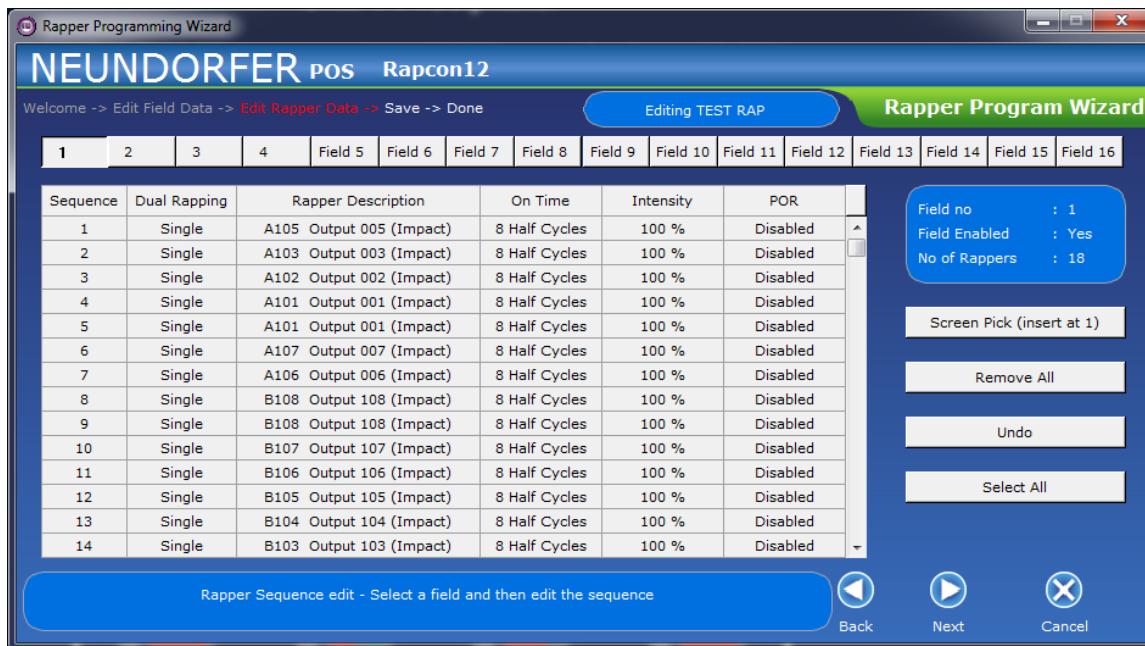 Rapper Programming Wizard
NEUNDORFER POS Rapcon12
Welcome -> Edit Field Data -> Edit Rapper Data -> Save -> Done
Editing TEST RAP
Rapper Program Wizard
1 2 3 4 Field 5 Field 6 Field 7 Field 8 Field 9 Field 10 Field 11 Field 12 Field 13 Field 14 Field 15 Field 16
Sequence Dual Rapping Rapper Description On Time Intensity POR
1 Single A105 Output 005 (Impact) 8 Half Cycles 100 % Disabled
2 Single A103 Output 003 (Impact) 8 Half Cycles 100 % Disabled
3 Single A102 Output 002 (Impact) 8 Half Cycles 100 % Disabled
4 Single A101 Output 001 (Impact) 8 Half Cycles 100 % Disabled
5 Single A101 Output 001 (Impact) 8 Half Cycles 100 % Disabled
6 Single A107 Output 007 (Impact) 8 Half Cycles 100 % Disabled
7 Single A106 Output 006 (Impact) 8 Half Cycles 100 % Disabled
8 Single B108 Output 108 (Impact) 8 Half Cycles 100 % Disabled
9 Single B108 Output 108 (Impact) 8 Half Cycles 100 % Disabled
10 Single B107 Output 107 (Impact) 8 Half Cycles 100 % Disabled
11 Single B106 Output 106 (Impact) 8 Half Cycles 100 % Disabled
12 Single B105 Output 105 (Impact) 8 Half Cycles 100 % Disabled
13 Single B104 Output 104 (Impact) 8 Half Cycles 100 % Disabled
14 Single B103 Output 103 (Impact) 8 Half Cycles 100 % Disabled
Field no : 1
Field Enabled : Yes
No of Rappers : 18
Screen Pick (insert at 1)
Remove All
Undo
Select All
Rapper Sequence edit - Select a field and then edit the sequence
Back Next Cancel